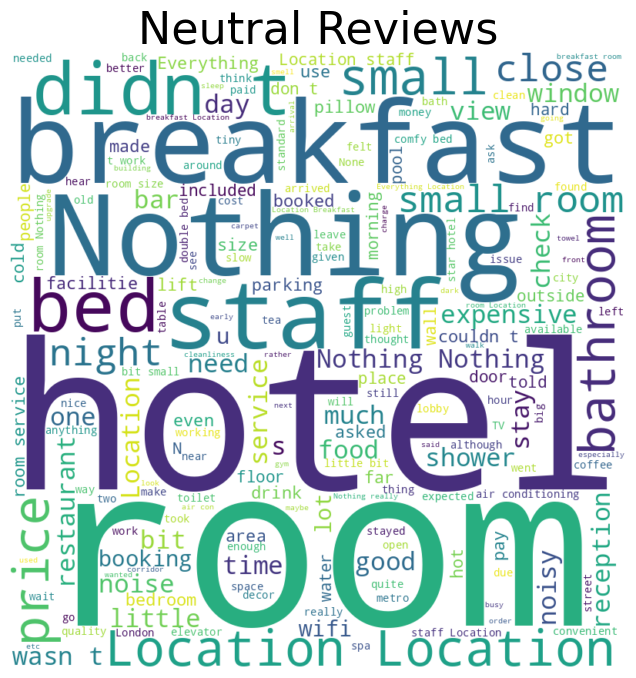 Neutral Reviews
needed
back
better
Everything
Location staff
breakfast room
think
paid
use
close
didn t
small
don t
window
day
pillow
view
hard
breakfast
breakfast Location
made
tiny
around
standard
arrival
felt
None
pool
comfy bed
bath
money
clean
got
ask
going
t work
building
hear
room size
old
included
arrived
Everything Location
found
people
room Nothing
upgrade
bar
booked
small room
Nothing
double bed
see
cost
Location Breakfast
carpet
well
leave
take
given
morning
charge
star hotel
find
towel
front
check
cold
facilitie
size
slow
change
issue
city
left
bed
table
lift
parking
high
dark
room Location
outside
available
bathroom
put
early
tea
staff
guest
problem
light
thought
wall
expensive
walk
couldn t
u
night
cleanliness
rather
need
Nothing Nothing
place
door
told
stay
big
nice
bit small
will
still
lobby
hour
one
anything
Location
next
service
much
although
TV
especially
room service
even
working
N
near
s
asked
said
shower
coffee
hotel
restaurant
way
two
look
make
toilet
floor
gym
little bit
food
far
went
thing
expected
air conditioning
drink
Nothing really
air con
maybe
price
took
lot
room
work
corridor
stayed
area
enough
open
hot
pay
reception
used
wanted
bit
booking
time
good
due
wait
space
decor
water
quite
metro
noisy
street
noise
bedroom
busy
go
little
really
order
quality
London
elevator
wifi
staff Location
convenient
etc
wasn t
Location Location
spa